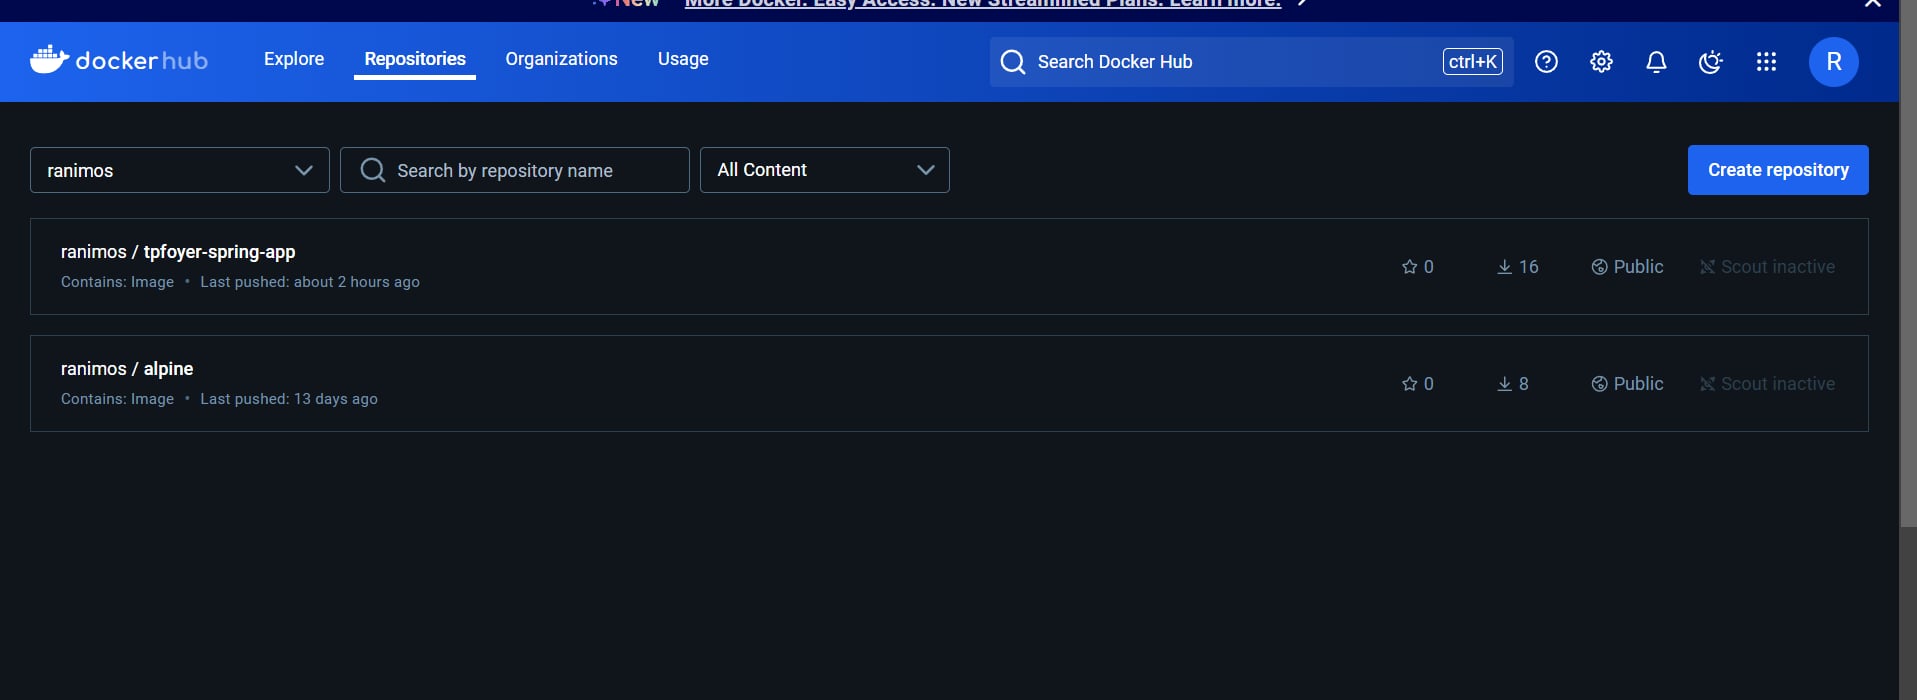 New More Docker. Easy Access. New Streamlined Plans. Learn more.
dockerhub Explore Repositories Organizations Usage Search Docker Hub ctrl+K R
ranimos Search by repository name All Content Create repository
ranimos / tpfoyer-spring-app
Contains: Image • Last pushed: about 2 hours ago
0 16 Public Scout inactive
ranimos / alpine
Contains: Image • Last pushed: 13 days ago
0 8 Public Scout inactive